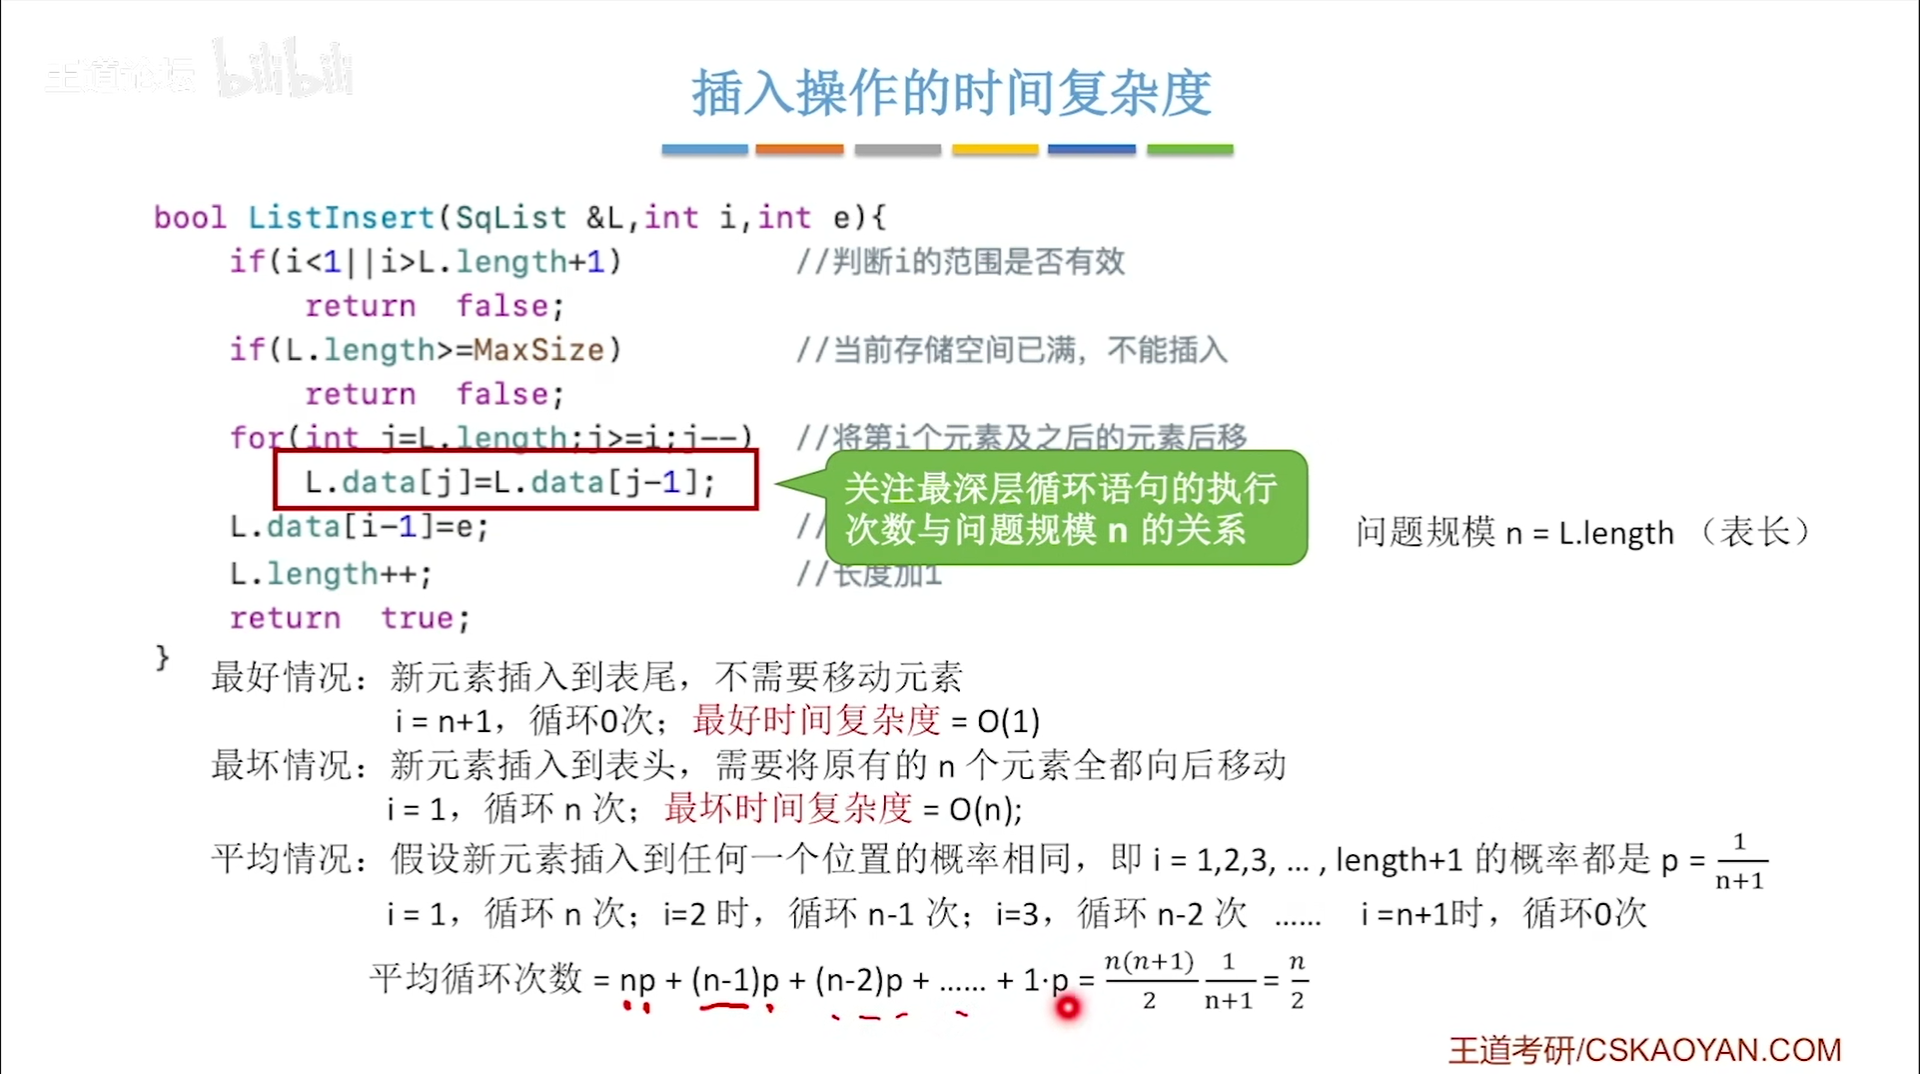 王道论坛 bilibili
插入操作的时间复杂度
bool ListInsert(SqList &L,int i,int e){
if(i<1||i>L.length+1) //判断i的范围是否有效
return false;
if(L.length>=MaxSize) //当前存储空间已满，不能插入
return false;
for(int j=L.length;j>=i;j--) //将第i个元素及之后的元素后移
L.data[j]=L.data[j-1];
关注最深层循环语句的执行
次数与问题规模 n 的关系
L.data[i-1]=e; //
问题规模 n = L.length （表长）
L.length++; //长度加1
return true;
}
最好情况：新元素插入到表尾，不需要移动元素
i = n+1，循环0次；最好时间复杂度 = O(1)
最坏情况：新元素插入到表头，需要将原有的 n 个元素全都向后移动
i = 1，循环 n 次；最坏时间复杂度 = O(n);
平均情况：假设新元素插入到任何一个位置的概率相同，即 i = 1,2,3, … , length+1 的概率都是 p = 1/(n+1)
i = 1，循环 n 次；i=2 时，循环 n-1 次；i=3，循环 n-2 次 …… i =n+1时，循环0次
平均循环次数 = np + (n-1)p + (n-2)p + …… + 1·p = n(n+1)/2 1/(n+1) = n/2
王道考研/CSKAOYAN.COM